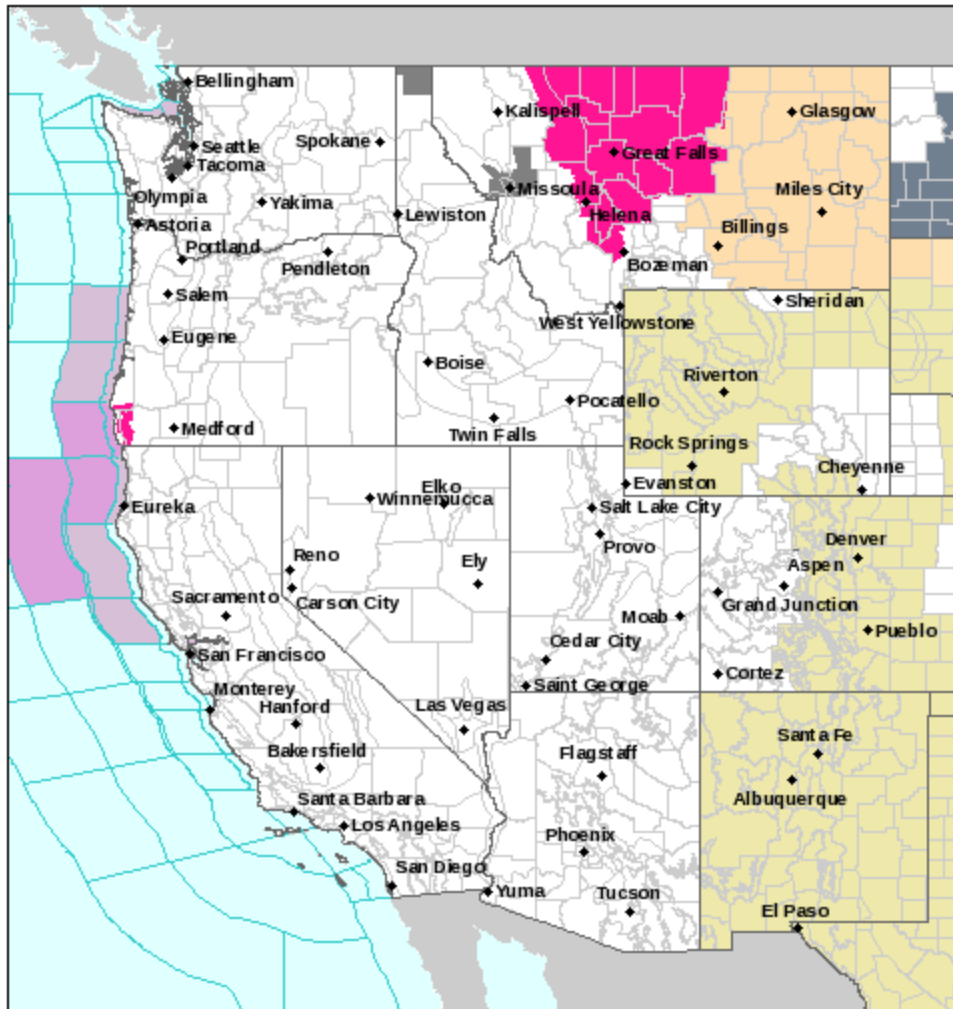 Bellingham
Kalispell
Glasgow
Spokane
Seattle
Great Falls
Tacoma
Missoula
Miles City
Olympia
Yakima
Lewiston
Helena
Astoria
Billings
Portland
Pendleton
Bozeman
Salem
Sheridan
West Yellowstone
Eugene
Boise
Riverton
Pocatello
Medford
Twin Falls
Rock Springs
Cheyenne
Elko
Evanston
Winnemucca
Eureka
Salt Lake City
Denver
Provo
Reno
Ely
Aspen
Sacramento
Carson City
Grand Junction
Moab
Pueblo
Cedar City
San Francisco
Cortez
Saint George
Monterey
Hanford
Las Vegas
Santa Fe
Bakersfield
Flagstaff
Santa Barbara
Albuquerque
Los Angeles
Phoenix
San Diego
Yuma
Tucson
El Paso